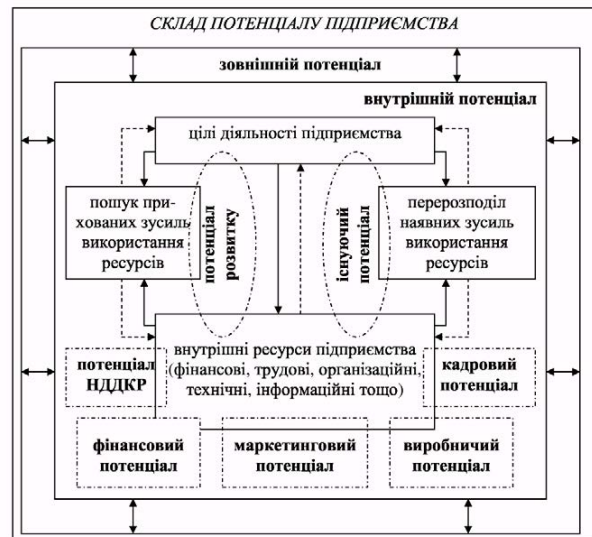 СКЛАД ПОТЕНЦІАЛУ ПІДПРИЄМСТВА
зовнішній потенціал
внутрішній потенціал
цілі діяльності підприємства
пошук при-
хованих зусиль
використання
ресурсів
потенціал
розвитку
існуючий
потенціал
перерозподіл
наявних зусиль
використання
ресурсів
внутрішні ресурси підприємства
(фінансові, трудові, організаційні,
технічні, інформаційні тощо)
потенціал
НДДКР
кадровий
потенціал
фінансовий
потенціал
маркетинговий
потенціал
виробничий
потенціал